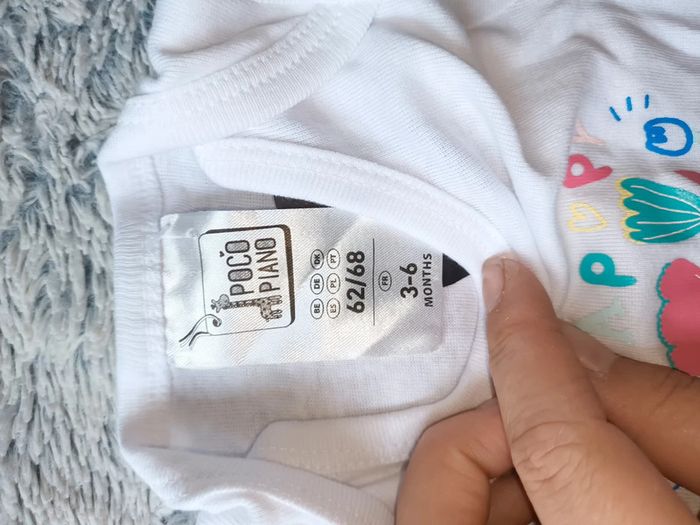 POCO
PIANO
BE DE DK
ES PL PT
62/68
FR
3-6
MONTHS